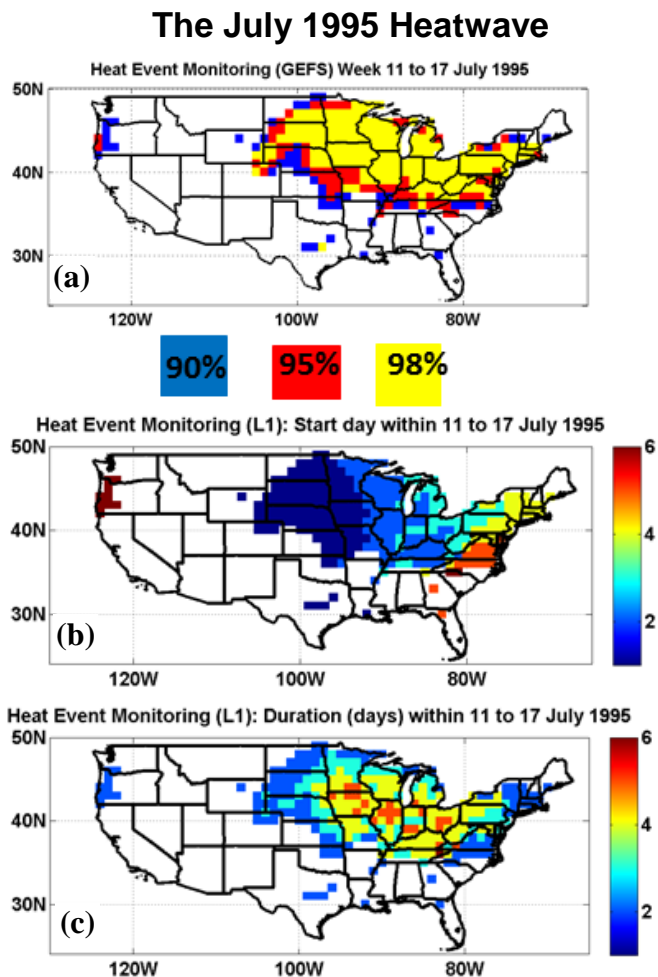 The July 1995 Heatwave
Heat Event Monitoring (GEFS) Week 11 to 17 July 1995
50N
40N
30N
(a)
120W 100W 80W
90% 95% 98%
Heat Event Monitoring (L1): Start day within 11 to 17 July 1995
50N
40N
30N
(b)
120W 100W 80W
6
4
2
Heat Event Monitoring (L1): Duration (days) within 11 to 17 July 1995
50N
40N
30N
(c)
120W 100W 80W
6
4
2